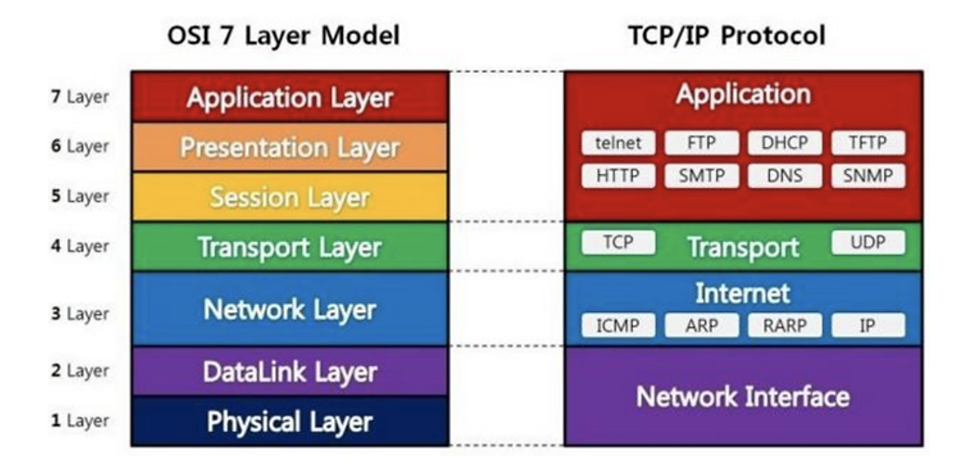 OSI 7 Layer Model
7 Layer Application Layer
6 Layer Presentation Layer
5 Layer Session Layer
4 Layer Transport Layer
3 Layer Network Layer
2 Layer DataLink Layer
1 Layer Physical Layer
TCP/IP Protocol
Application
telnet FTP DHCP TFTP
HTTP SMTP DNS SNMP
TCP Transport UDP
Internet
ICMP ARP RARP IP
Network Interface